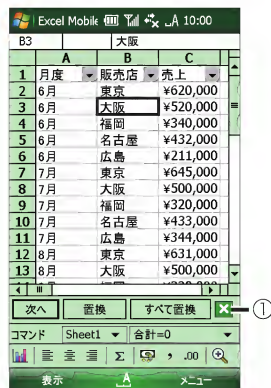 Excel Mobile 10:00
B3 大阪
A B C
1 月度 販売店 売上
2 6月 東京 ¥620,000
3 6月 大阪 ¥520,000
4 6月 福岡 ¥340,000
5 6月 名古屋 ¥432,000
6 6月 広島 ¥211,000
7 7月 東京 ¥645,000
8 7月 大阪 ¥500,000
9 7月 福岡 ¥320,000
10 7月 名古屋 ¥433,000
11 7月 広島 ¥344,000
12 8月 東京 ¥631,000
13 8月 大阪 ¥500,000
次へ 置換 すべて置換 ①
コマンド Sheet1 合計=0
Σ , .00
表示 A メニュー